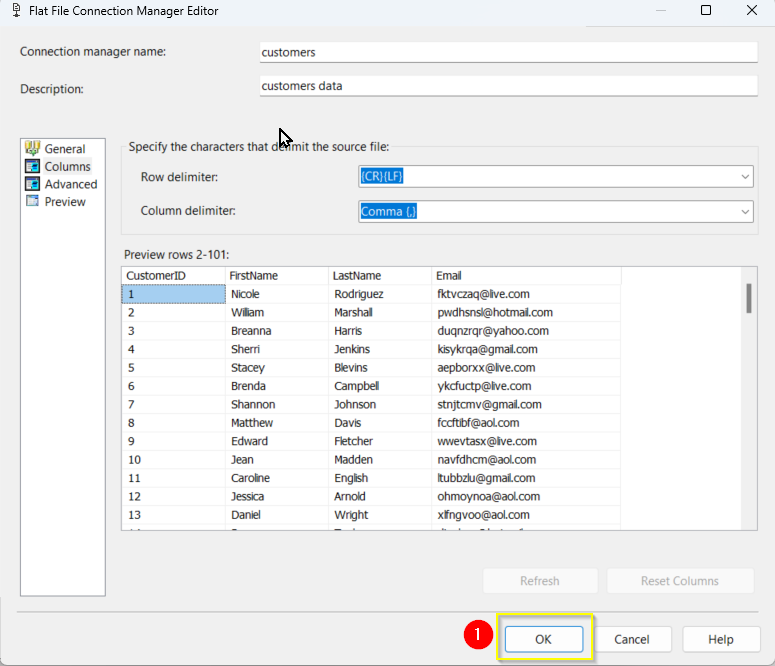 Flat File Connection Manager Editor
Connection manager name: customers
Description: customers data
General
Columns
Advanced
Preview
Specify the characters that delimit the source file:
Row delimiter: {CR}{LF}
Column delimiter: Comma {,}
Preview rows 2-101:
CustomerID FirstName LastName Email
1 Nicole Rodriguez fktvczaq@live.com
2 William Marshall pwdhsnsl@hotmail.com
3 Breanna Harris duqnzrqr@yahoo.com
4 Sherri Jenkins kisykrqa@gmail.com
5 Stacey Blevins aepborxx@live.com
6 Brenda Campbell ykcfuctp@live.com
7 Shannon Johnson stnjtcmv@gmail.com
8 Matthew Davis fccftibf@aol.com
9 Edward Fletcher wwevtasx@live.com
10 Jean Madden navfdhcm@aol.com
11 Caroline English ltubbzlu@gmail.com
12 Jessica Arnold ohmoynoa@aol.com
13 Daniel Wright xlfngvoo@aol.com
Refresh Reset Columns
1 OK Cancel Help